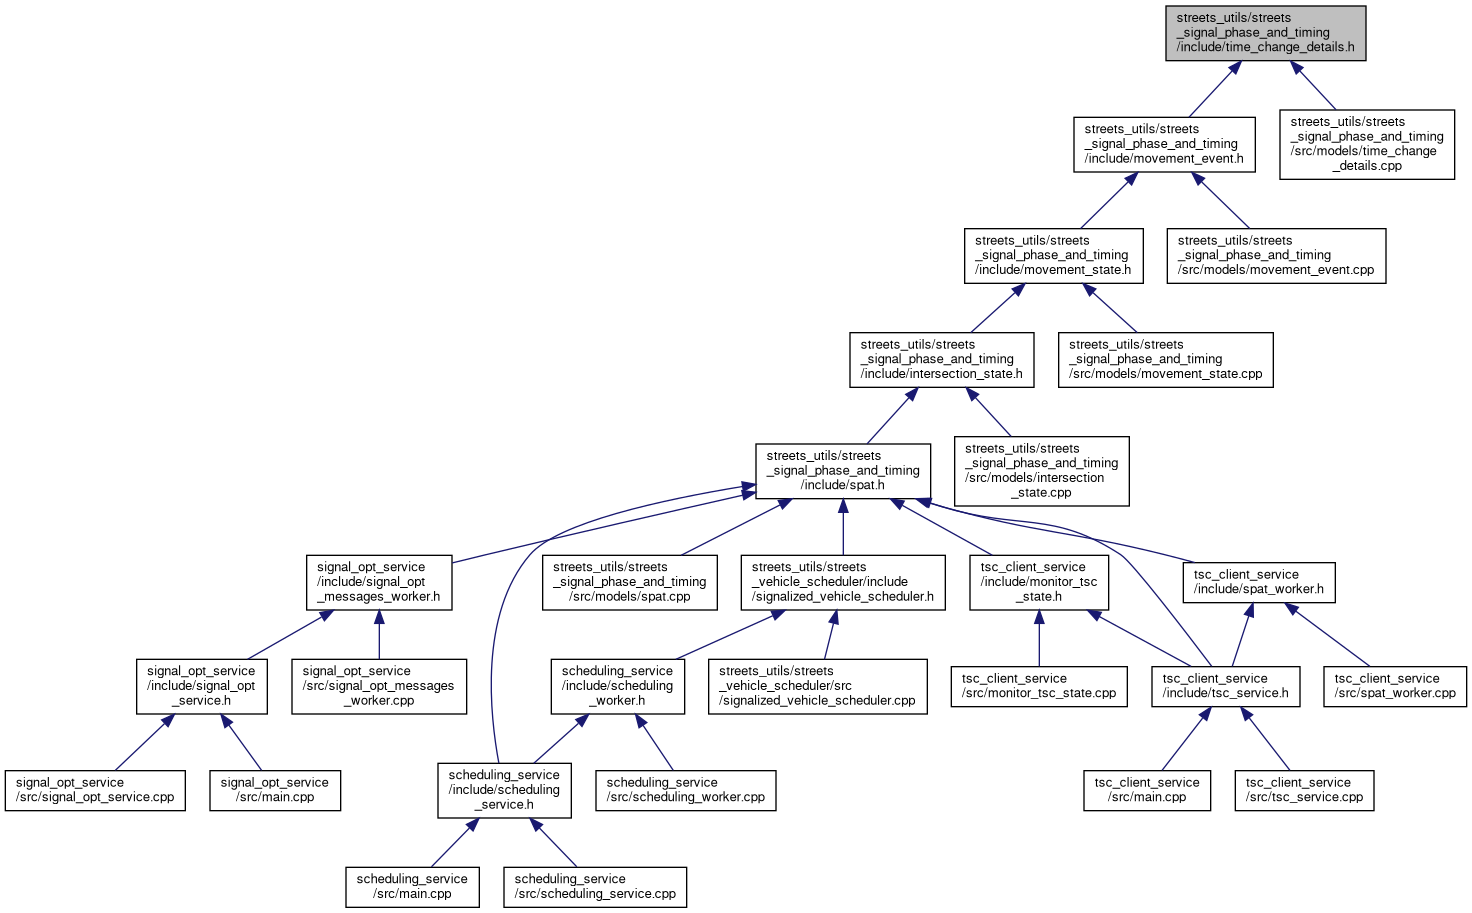 streets_utils/streets
_signal_phase_and_timing
/include/time_change_details.h
streets_utils/streets
_signal_phase_and_timing
/include/movement_event.h
streets_utils/streets
_signal_phase_and_timing
/src/models/time_change
_details.cpp
streets_utils/streets
_signal_phase_and_timing
/include/movement_state.h
streets_utils/streets
_signal_phase_and_timing
/src/models/movement_event.cpp
streets_utils/streets
_signal_phase_and_timing
/include/intersection_state.h
streets_utils/streets
_signal_phase_and_timing
/src/models/movement_state.cpp
streets_utils/streets
_signal_phase_and_timing
/include/spat.h
streets_utils/streets
_signal_phase_and_timing
/src/models/intersection
_state.cpp
signal_opt_service
/include/signal_opt
_messages_worker.h
streets_utils/streets
_signal_phase_and_timing
/src/models/spat.cpp
streets_utils/streets
_vehicle_scheduler/include
/signalized_vehicle_scheduler.h
tsc_client_service
/include/monitor_tsc
_state.h
tsc_client_service
/include/spat_worker.h
signal_opt_service
/include/signal_opt
_service.h
signal_opt_service
/src/signal_opt_messages
_worker.cpp
scheduling_service
/include/scheduling
_worker.h
streets_utils/streets
_vehicle_scheduler/src
/signalized_vehicle_scheduler.cpp
tsc_client_service
/src/monitor_tsc_state.cpp
tsc_client_service
/include/tsc_service.h
tsc_client_service
/src/spat_worker.cpp
signal_opt_service
/src/signal_opt_service.cpp
signal_opt_service
/src/main.cpp
scheduling_service
/include/scheduling
_service.h
scheduling_service
/src/scheduling_worker.cpp
tsc_client_service
/src/main.cpp
tsc_client_service
/src/tsc_service.cpp
scheduling_service
/src/main.cpp
scheduling_service
/src/scheduling_service.cpp